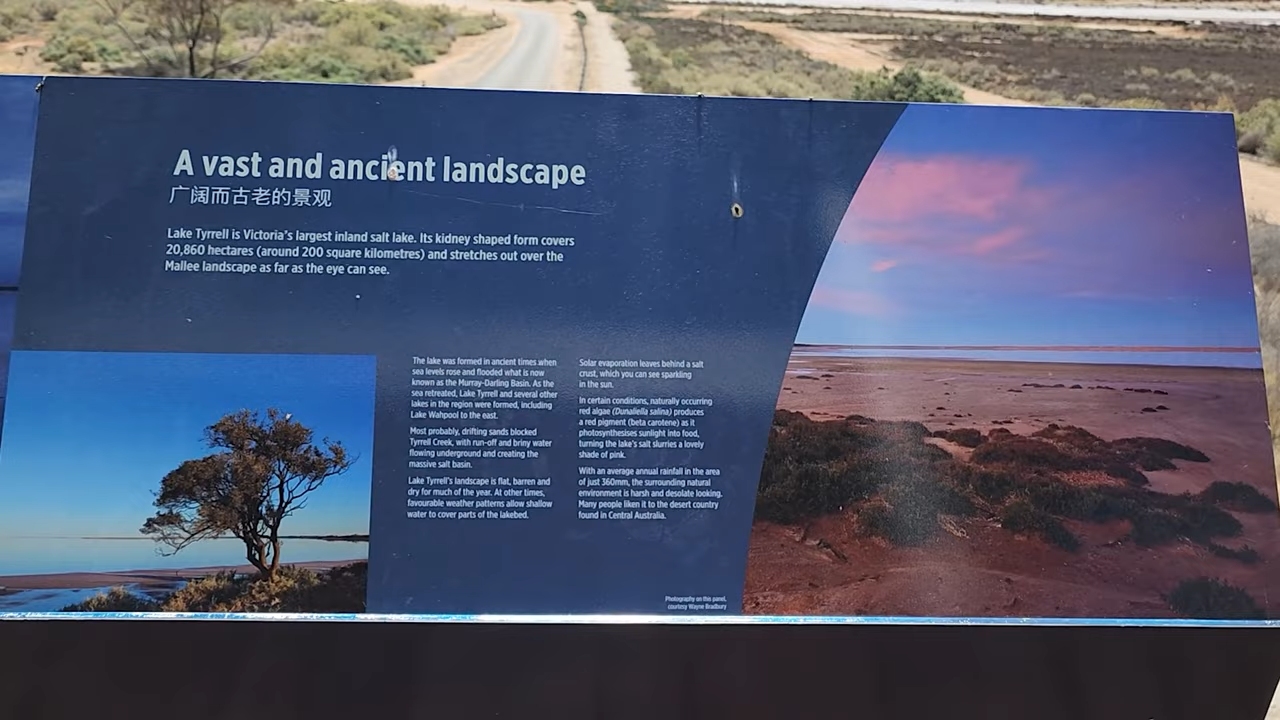 A vast and ancient landscape
广阔而古老的景观
Lake Tyrrell is Victoria's largest inland salt lake. Its kidney shaped form covers
20,860 hectares (around 200 square kilometres) and stretches out over the
Mallee landscape as far as the eye can see.
The lake was formed in ancient times when
sea levels rose and flooded what is now
known as the Murray-Darling Basin. As the
sea retreated, Lake Tyrrell and several other
lakes in the region were formed, including
Lake Wahpool to the east.
Most probably, drifting sands blocked
Tyrrell Creek, with run-off and briny water
flowing underground and creating the
massive salt basin.
Lake Tyrrell's landscape is flat, barren and
dry for much of the year. At other times,
favourable weather patterns allow shallow
water to cover parts of the lakebed.
Solar evaporation leaves behind a salt
crust, which you can see sparkling
in the sun.
In certain conditions, naturally occurring
red algae (Dunaliella salina) produces
a red pigment (beta carotene) as it
photosynthesises sunlight into food,
turning the lake's salt slurries a lovely
shade of pink.
With an average annual rainfall in the area
of just 360mm, the surrounding natural
environment is harsh and desolate looking.
Many people liken it to the desert country
found in Central Australia.
Photography on this panel,
courtesy Wayne Bradbury